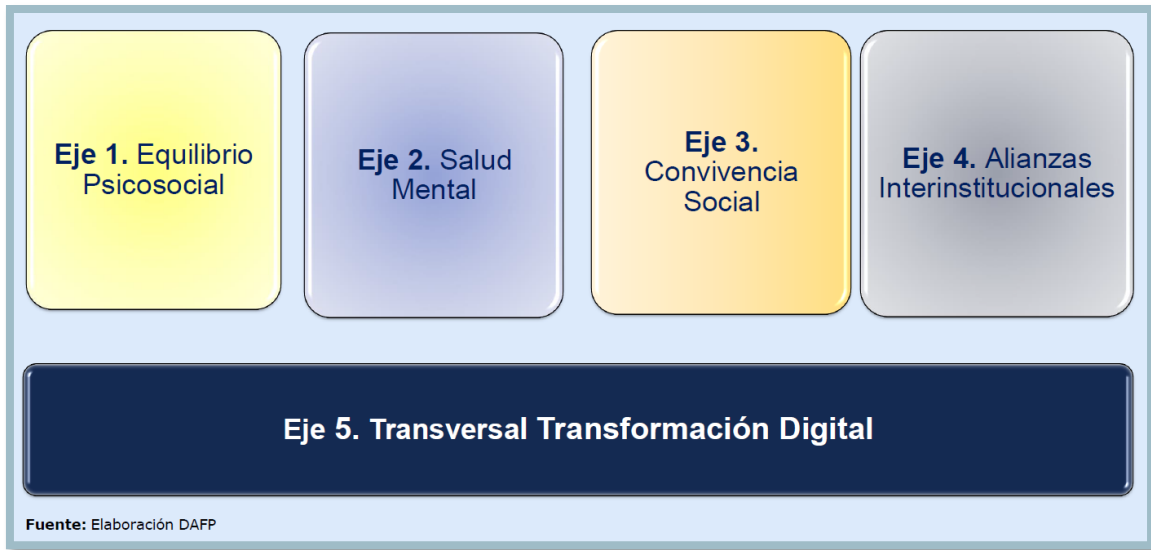 Eje 1. Equilibrio
Psicosocial
Eje 2. Salud
Mental
Eje 3.
Convivencia
Social
Eje 4. Alianzas
Interinstitucionales
Eje 5. Transversal Transformación Digital
Fuente: Elaboración DAFP